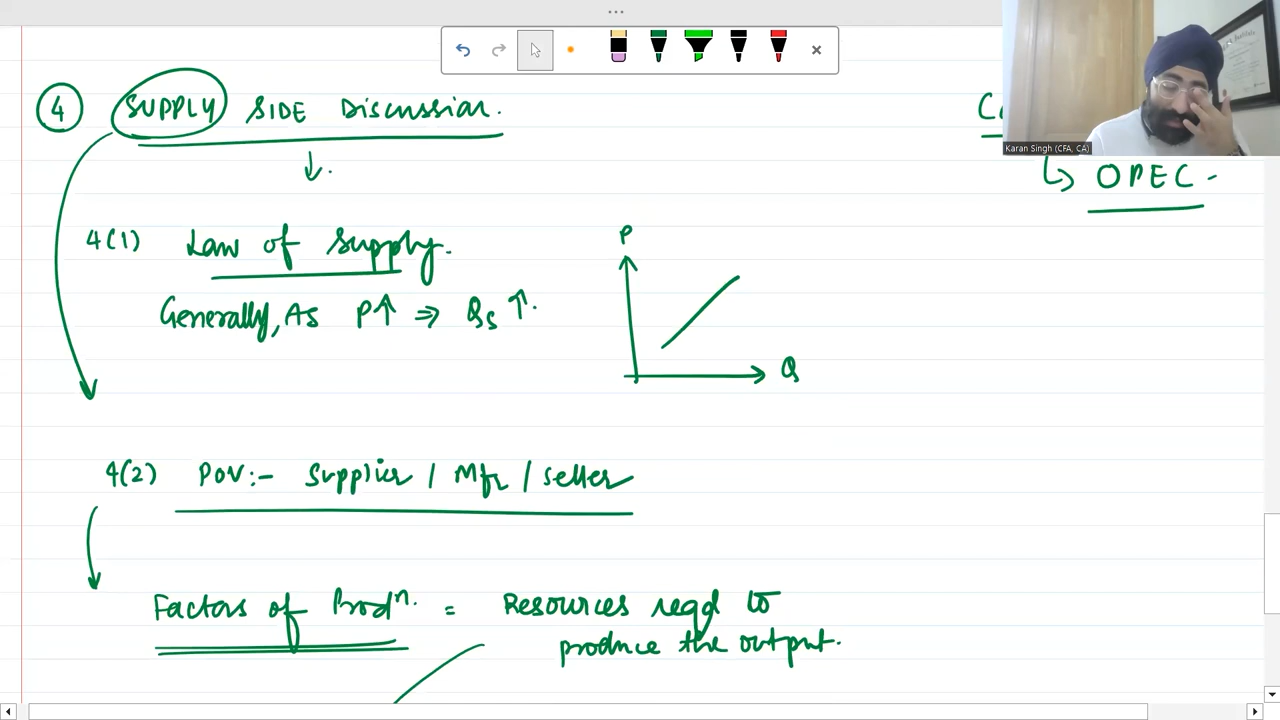 4 SUPPLY SIDE Discussion.
Karan Singh (CFA, CA)
↳ OPEC -
4(1) Law of supply.
Generally, As P↑ ⇒ Qs ↑.
P
Q
4(2) POV:- Supplier / Mfr / seller
Factors of Prodⁿ. = Resources reqd to
produce the output.